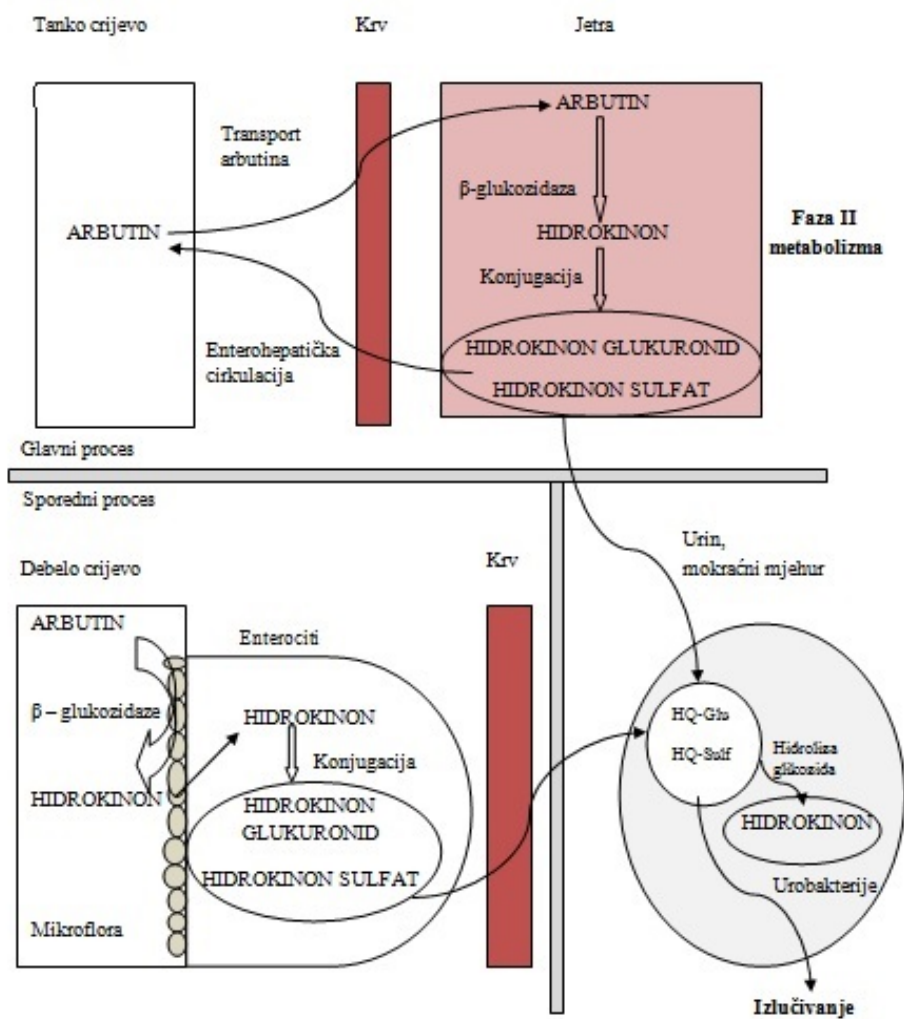 Tanko crijevo
Krv
Jetra
ARBUTIN
Transport
arbutina
β-glukozidaza
ARBUTIN
HIDROKINON
Faza II
metabolizma
Konjugacija
Enterohepatička
cirkulacija
HIDROKINON GLUKURONID
HIDROKINON SULFAT
Glavni proces
Sporedni proces
Debelo crijevo
Krv
Urin,
mokraćni mjehur
ARBUTIN
Enterociti
β – glukozidaze
HIDROKINON
HQ-Glu
HQ-Sulf
Hidroliza
glikozida
Konjugacija
HIDROKINON
HIDROKINON
GLUKURONID
HIDROKINON
HIDROKINON SULFAT
Urobakterije
Mikroflora
Izlučivanje